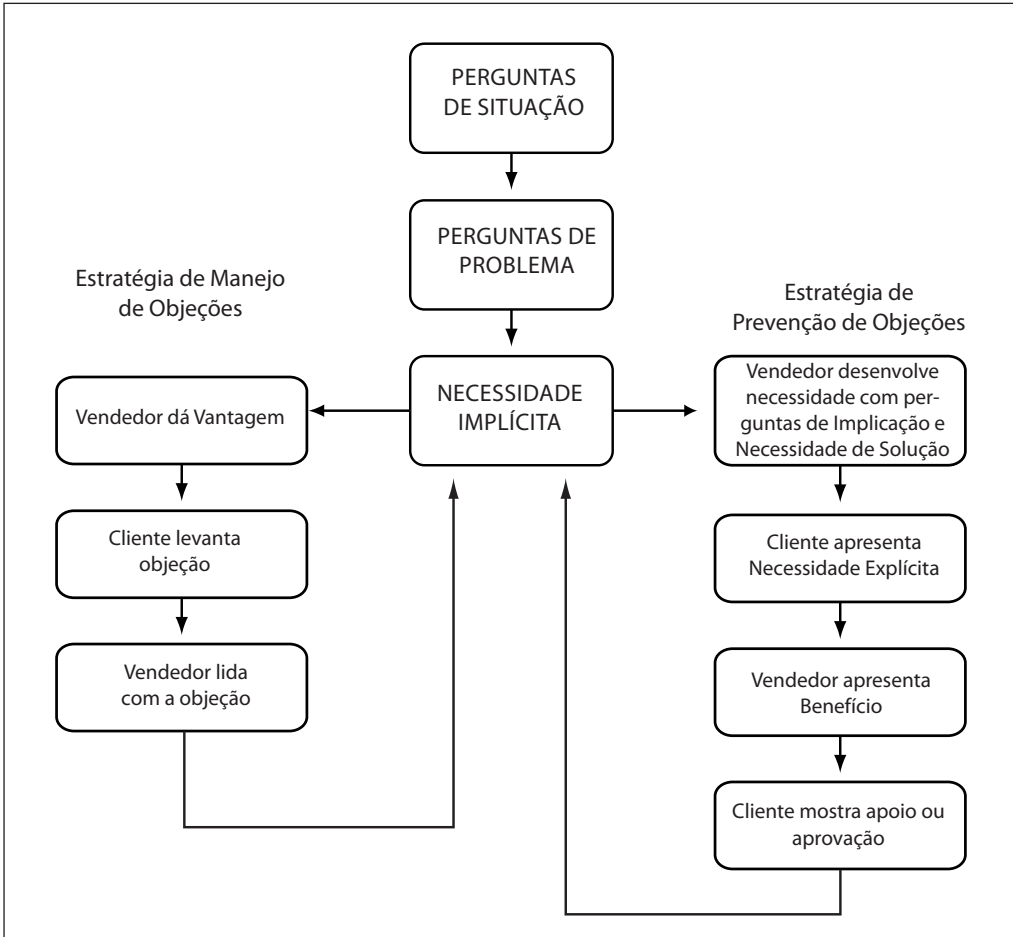 PERGUNTAS
DE SITUAÇÃO
PERGUNTAS DE
PROBLEMA
NECESSIDADE
IMPLÍCITA
Estratégia de Manejo
de Objeções
Vendedor dá Vantagem
Cliente levanta
objeção
Vendedor lida
com a objeção
Estratégia de
Prevenção de Objeções
Vendedor desenvolve
necessidade com per-
guntas de Implicação e
Necessidade de Solução
Cliente apresenta
Necessidade Explícita
Vendedor apresenta
Benefício
Cliente mostra apoio ou
aprovação